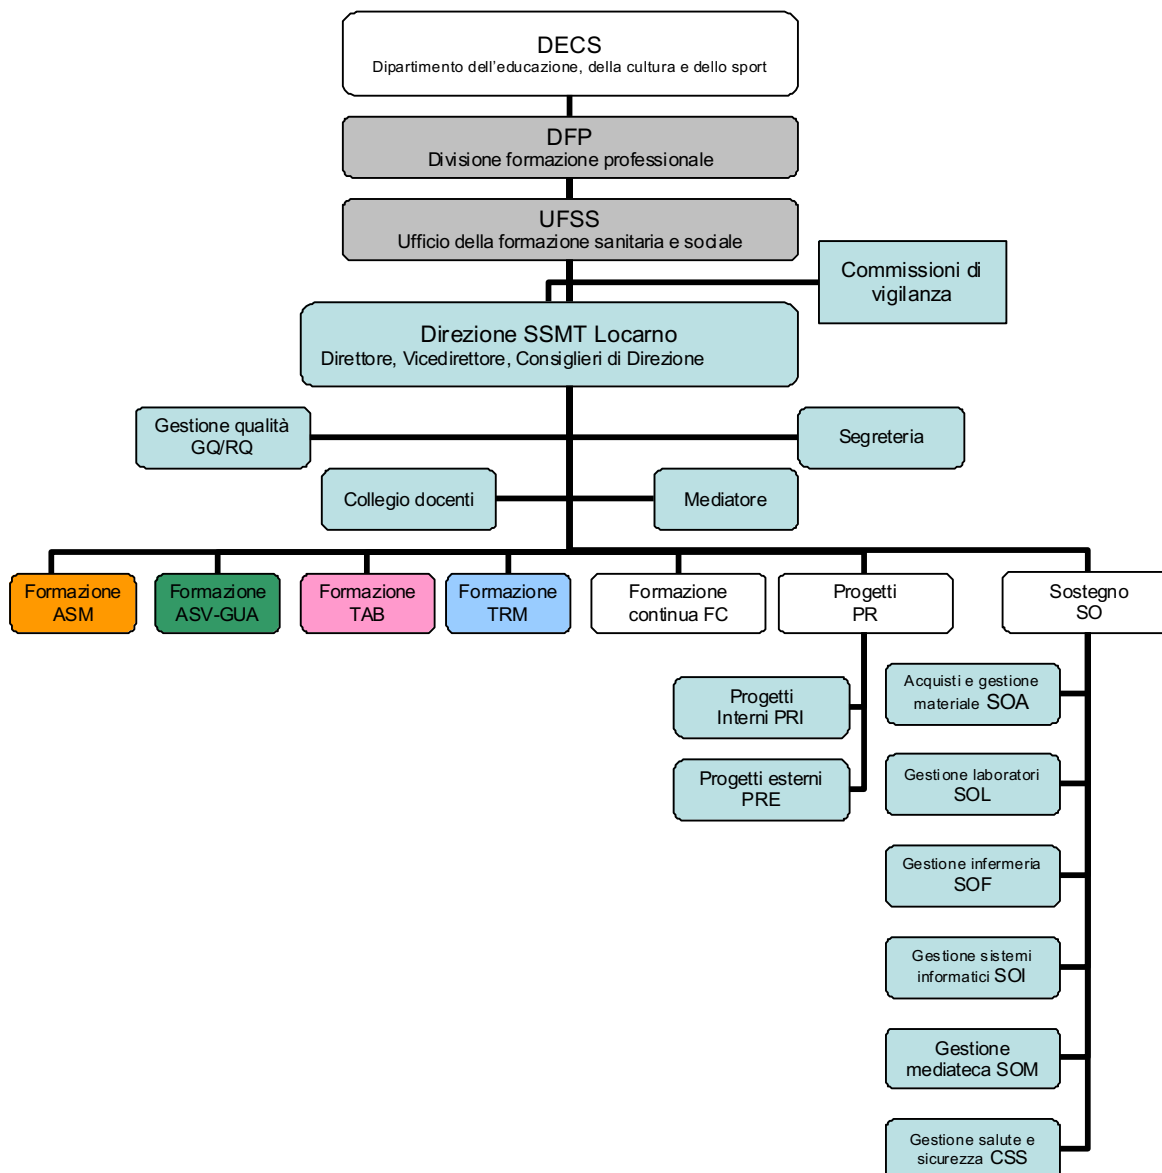 DECS
Dipartimento dell'educazione, della cultura e dello sport
DFP
Divisione formazione professionale
UFSS
Ufficio della formazione sanitaria e sociale
Commissioni di
vigilanza
Direzione SSMT Locarno
Direttore, Vicedirettore, Consiglieri di Direzione
Gestione qualità
GQ/RQ
Segreteria
Collegio docenti
Mediatore
Formazione
ASM
Formazione
ASV-GUA
Formazione
TAB
Formazione
TRM
Formazione
continua FC
Progetti
PR
Sostegno
SO
Progetti
Interni PRI
Progetti esterni
PRE
Acquisti e gestione
materiale SOA
Gestione laboratori
SOL
Gestione infermeria
SOF
Gestione sistemi
informatici SOI
Gestione
mediateca SOM
Gestione salute e
sicurezza CSS